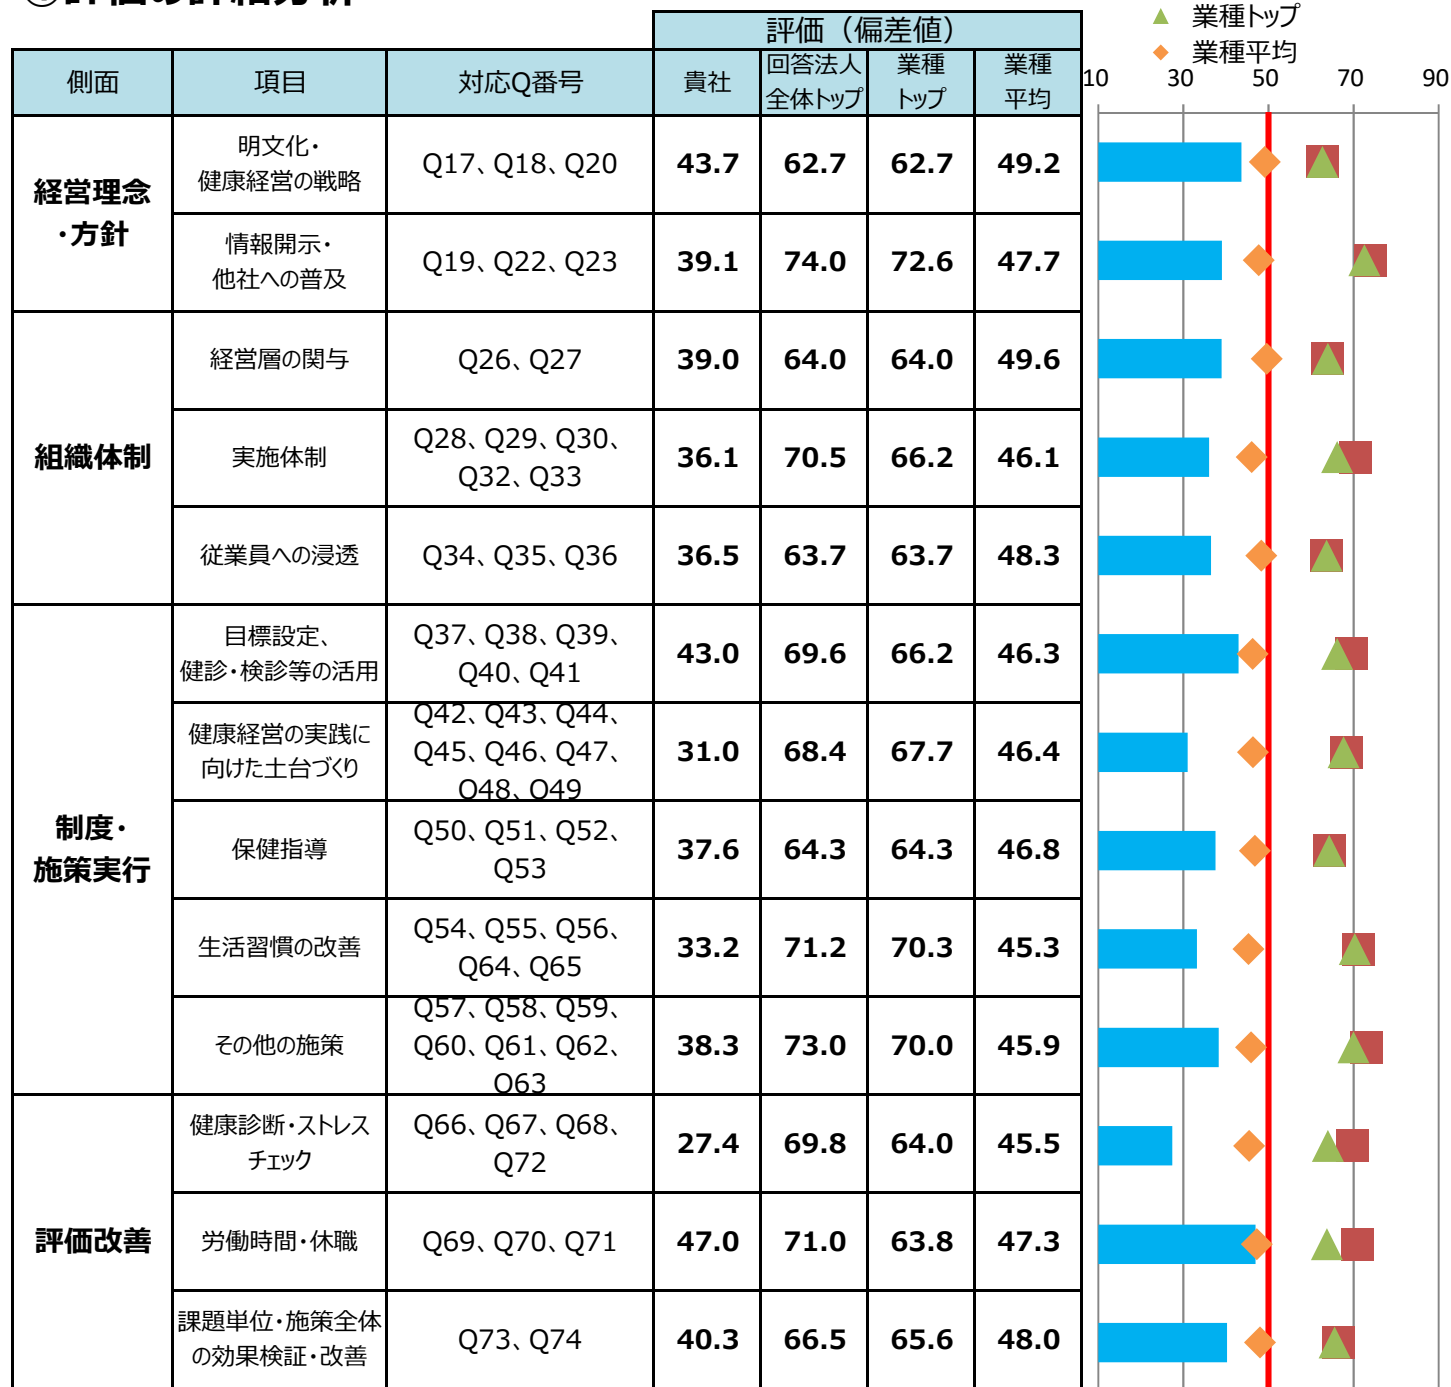 ①評価の詳細分析
▲ 業種トップ
◆ 業種平均
評価（偏差値）
側面 項目 対応Q番号 貴社 回答法人 業種 業種
全体トップ トップ 平均
10 30 50 70 90
経営理念
・方針
明文化・
健康経営の戦略
Q17、Q18、Q20 43.7 62.7 62.7 49.2
情報開示・
他社への普及
Q19、Q22、Q23 39.1 74.0 72.6 47.7
組織体制
経営層の関与 Q26、Q27 39.0 64.0 64.0 49.6
実施体制
Q28、Q29、Q30、
Q32、Q33
36.1 70.5 66.2 46.1
従業員への浸透 Q34、Q35、Q36 36.5 63.7 63.7 48.3
制度・
施策実行
目標設定、
健診・検診等の活用
Q37、Q38、Q39、
Q40、Q41
43.0 69.6 66.2 46.3
健康経営の実践に
向けた土台づくり
Q42、Q43、Q44、
Q45、Q46、Q47、
Q48、Q49
31.0 68.4 67.7 46.4
保健指導
Q50、Q51、Q52、
Q53
37.6 64.3 64.3 46.8
生活習慣の改善
Q54、Q55、Q56、
Q64、Q65
33.2 71.2 70.3 45.3
その他の施策
Q57、Q58、Q59、
Q60、Q61、Q62、
Q63
38.3 73.0 70.0 45.9
評価改善
健康診断・ストレス
チェック
Q66、Q67、Q68、
Q72
27.4 69.8 64.0 45.5
労働時間・休職 Q69、Q70、Q71 47.0 71.0 63.8 47.3
課題単位・施策全体
の効果検証・改善
Q73、Q74 40.3 66.5 65.6 48.0